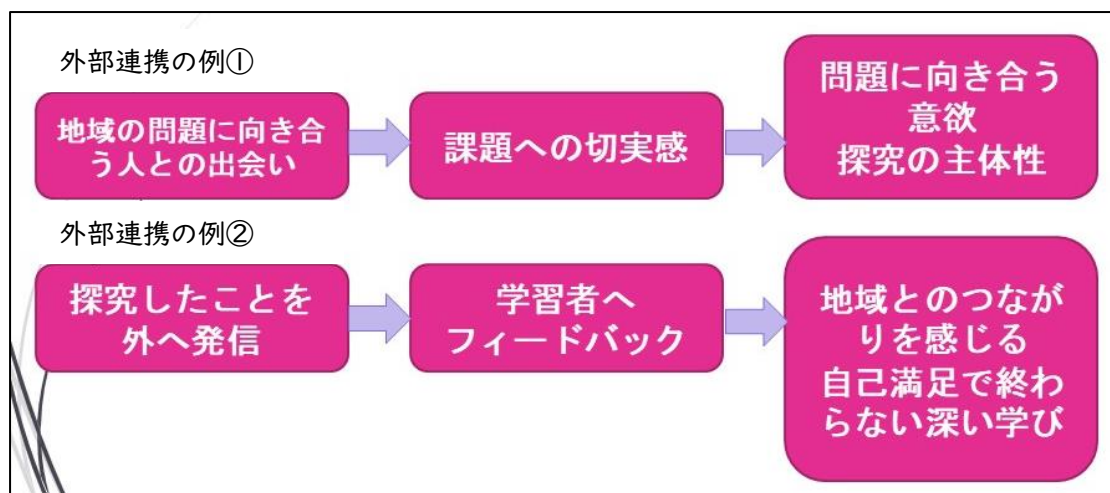 外部連携の例①
地域の問題に向き合
う人との出会い
課題への切実感
問題に向き合う
意欲
探究の主体性
外部連携の例②
探究したことを
外へ発信
学習者へ
フィードバック
地域とのつなが
りを感じる
自己満足で終わ
らない深い学び